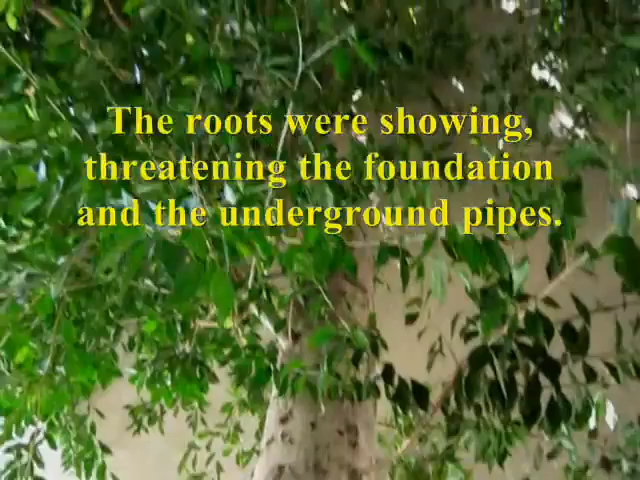 The roots were showing,
threatening the foundation
and the underground pipes.